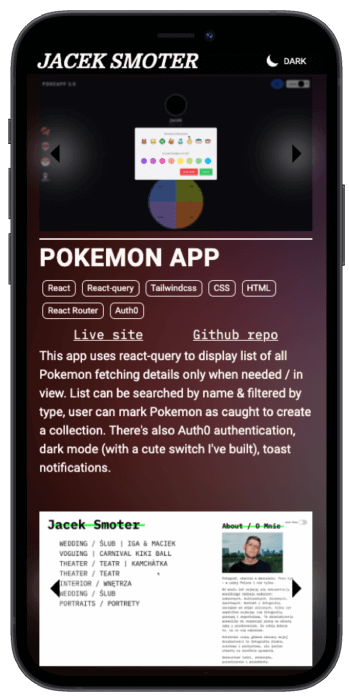 JACEK SMOTER
DARK
POKEAPP 2.0
POKEMON APP
React
React-query
Tailwindcss
CSS
HTML
React Router
Auth0
Live site
Github repo
This app uses react-query to display list of all
Pokemon fetching details only when needed / in
view. List can be searched by name & filtered by
type, user can mark Pokemon as caught to create
a collection. There's also Auth0 authentication,
dark mode (with a cute switch I've built), toast
notifications.
Jacek Smoter
WEDDING / ŚLUB | IGA & MACIEK
VOGUING | CARNIVAL KIKI BALL
THEATER / TEATR | KAMCHATKA
THEATER / TEATR
INTERIOR / WNĘTRZA
WEDDING / ŚLUB
PORTRAITS / PORTRETY
About / O Mnie